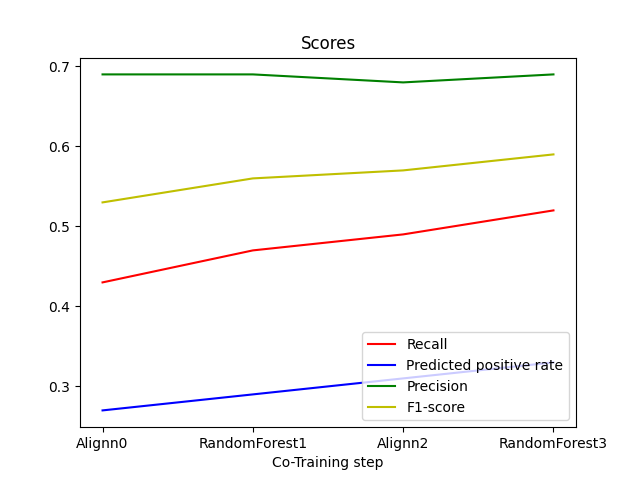 Scores
0.7
0.6
0.5
0.4
0.3
Recall
Predicted positive rate
Precision
F1-score
Alignn0 RandomForest1 Alignn2 RandomForest3
Co-Training step